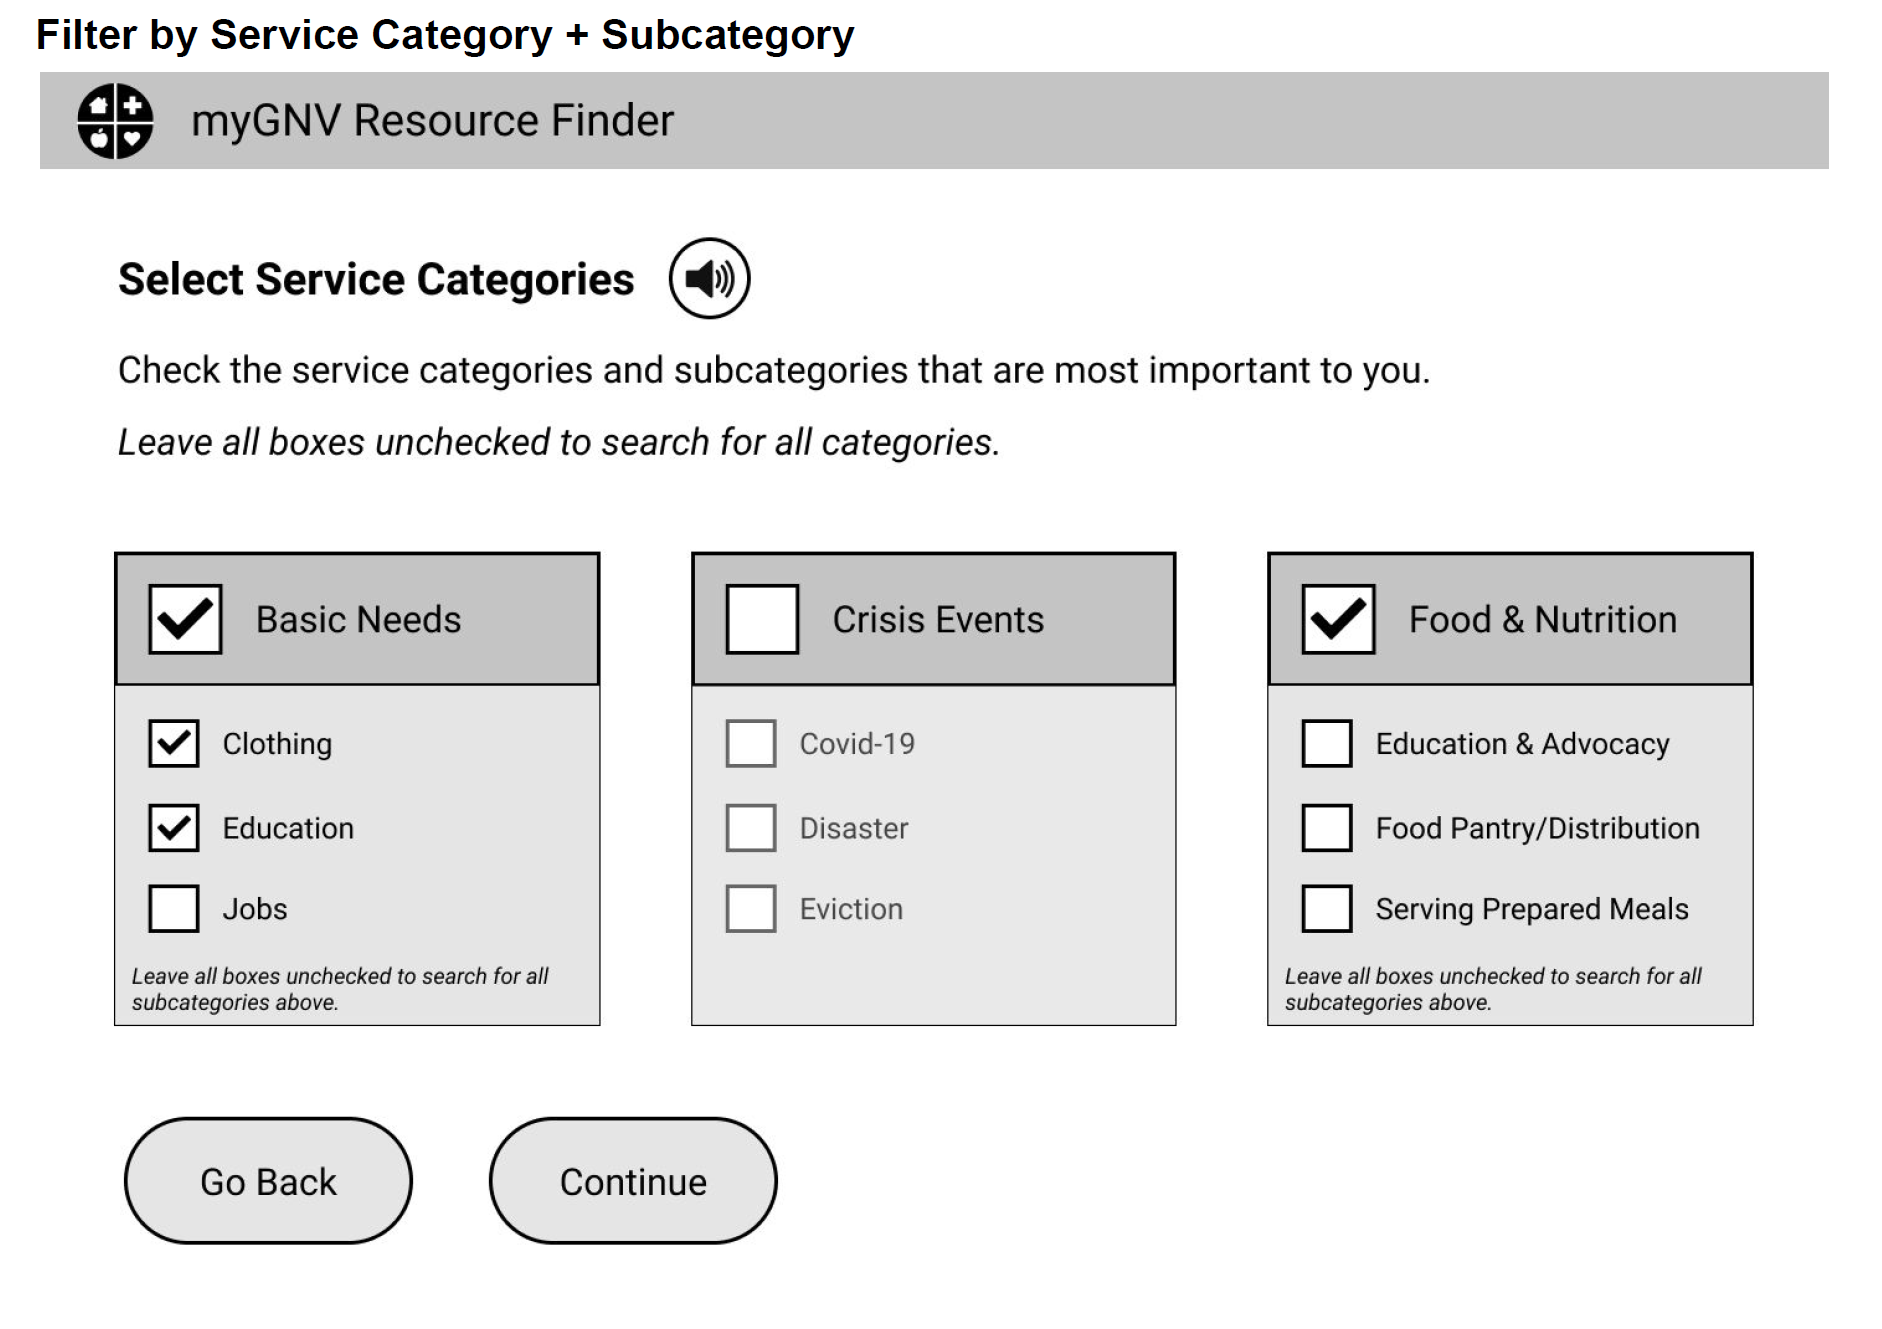 Filter by Service Category + Subcategory
myGNV Resource Finder
Select Service Categories
Check the service categories and subcategories that are most important to you.
Leave all boxes unchecked to search for all categories.
Basic Needs
Clothing
Education
Jobs
Leave all boxes unchecked to search for all
subcategories above.
Crisis Events
Covid-19
Disaster
Eviction
Food & Nutrition
Education & Advocacy
Food Pantry/Distribution
Serving Prepared Meals
Leave all boxes unchecked to search for all
subcategories above.
Go Back
Continue